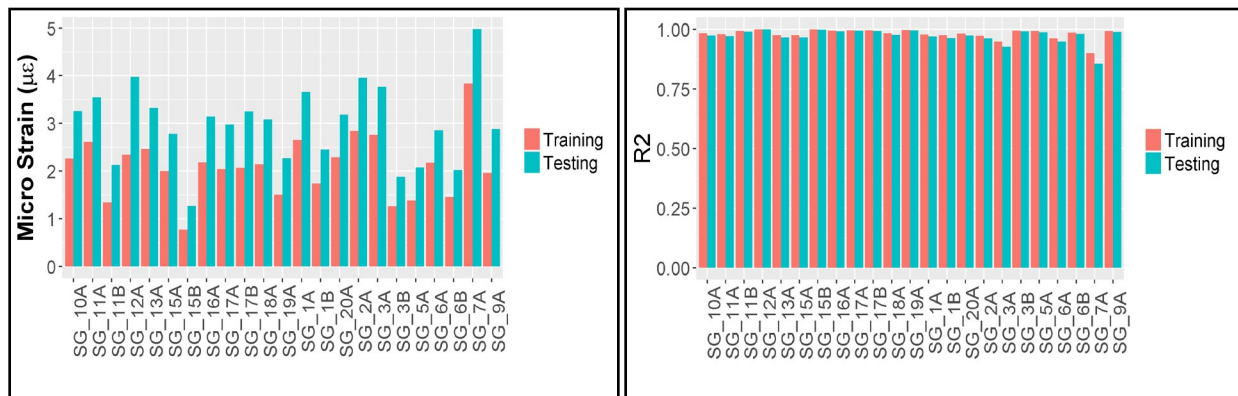 Micro Strain (με)
5
4
3
2
1
0
SG_10A
SG_11A
SG_11B
SG_12A
SG_13A
SG_15A
SG_15B
SG_16A
SG_17A
SG_17B
SG_18A
SG_19A
SG_1A
SG_1B
SG_20A
SG_2A
SG_3A
SG_3B
SG_5A
SG_6A
SG_6B
SG_7A
SG_9A
Training
Testing
R2
1.00
0.75
0.50
0.25
0.00
SG_10A
SG_11A
SG_11B
SG_12A
SG_13A
SG_15A
SG_15B
SG_16A
SG_17A
SG_17B
SG_18A
SG_19A
SG_1A
SG_1B
SG_20A
SG_2A
SG_3A
SG_3B
SG_5A
SG_6A
SG_6B
SG_7A
SG_9A
Training
Testing